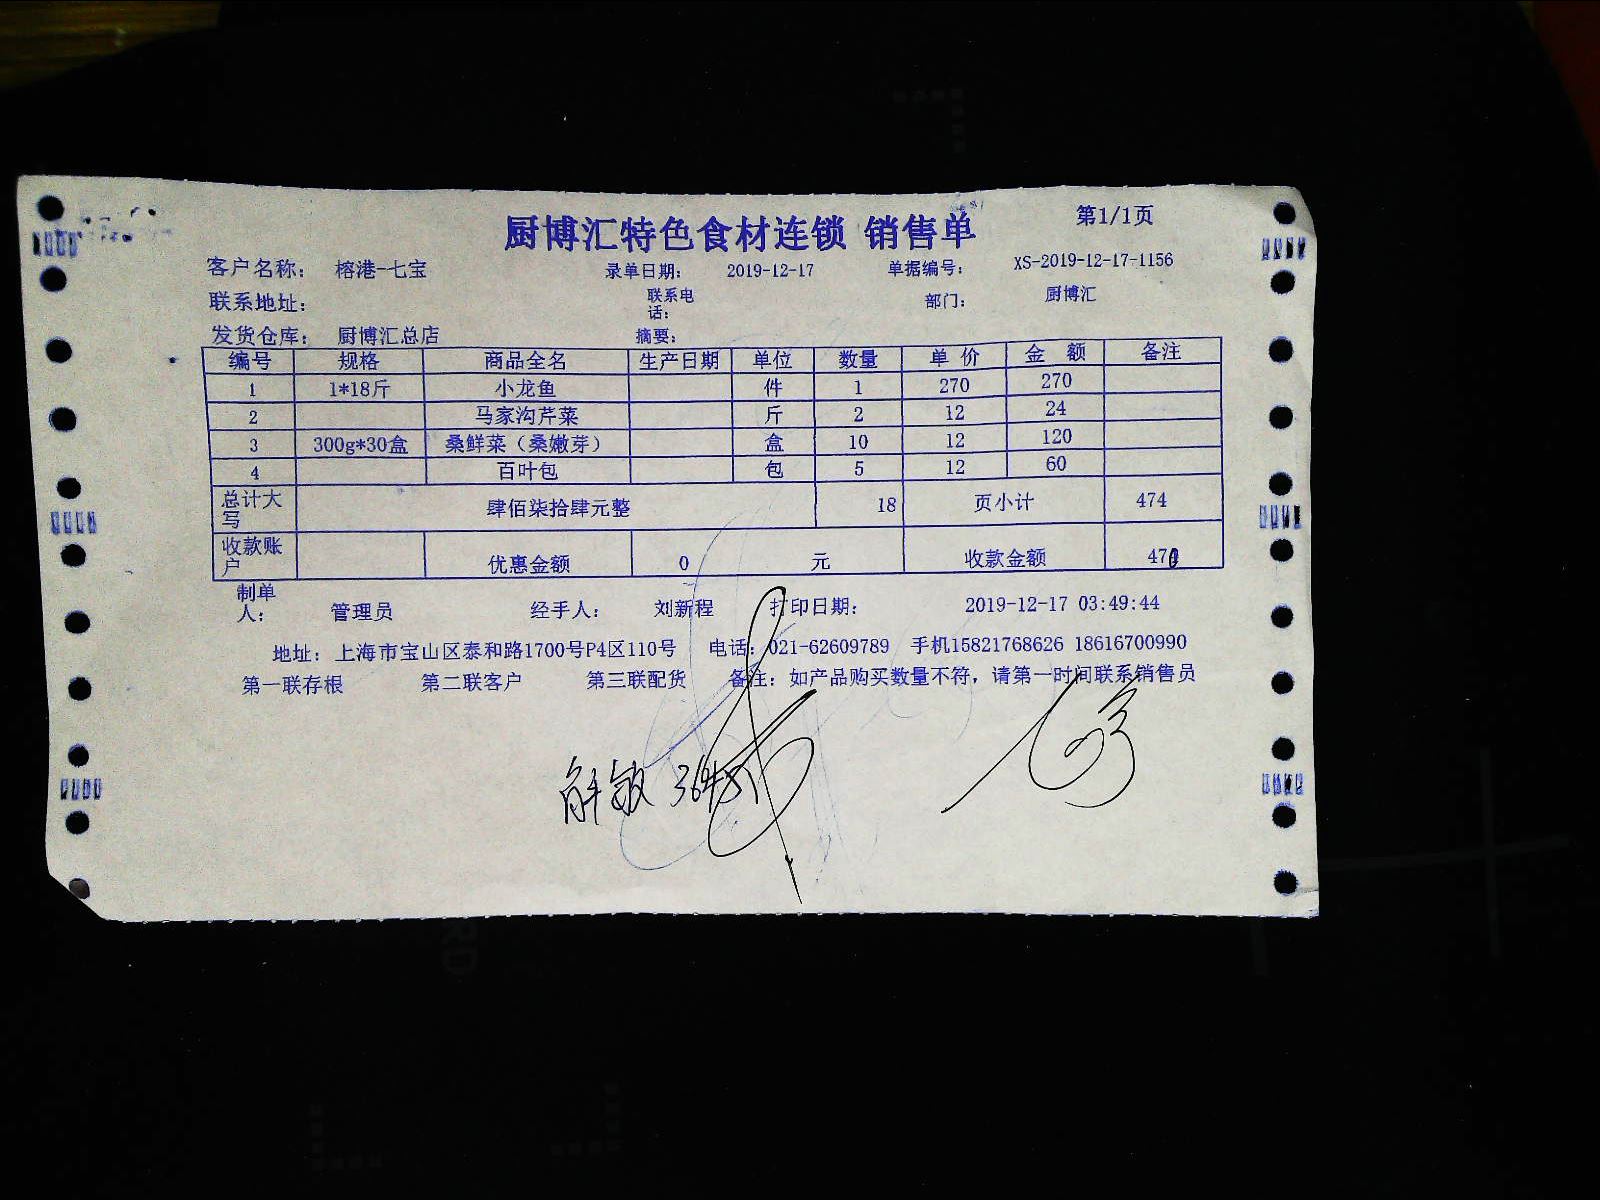 厨博汇特色食材连锁 销售单 第1/1页
客户名称： 榕港-七宝 录单日期： 2019-12-17 单据编号： XS-2019-12-17-1156
联系地址： 联系电话： 部门： 厨博汇
发货仓库： 厨博汇总店 摘要：
编号 规格 商品全名 生产日期 单位 数量 单 价 金 额 备注
1 1*18斤 小龙鱼 件 1 270 270
2 马家沟芹菜 斤 2 12 24
3 300g*30盒 桑鲜菜（桑嫩芽） 盒 10 12 120
4 百叶包 包 5 12 60
总计大写 肆佰柒拾肆元整 18 页小计 474
收款账户 优惠金额 0 元 收款金额
制单人： 管理员 经手人： 刘新程 打印日期： 2019-12-17 03:49:44
地址：上海市宝山区泰和路1700号P4区110号 电话：021-62609789 手机15821768626 18616700990
第一联存根 第二联客户 第三联配货 备注：如产品购买数量不符，请第一时间联系销售员